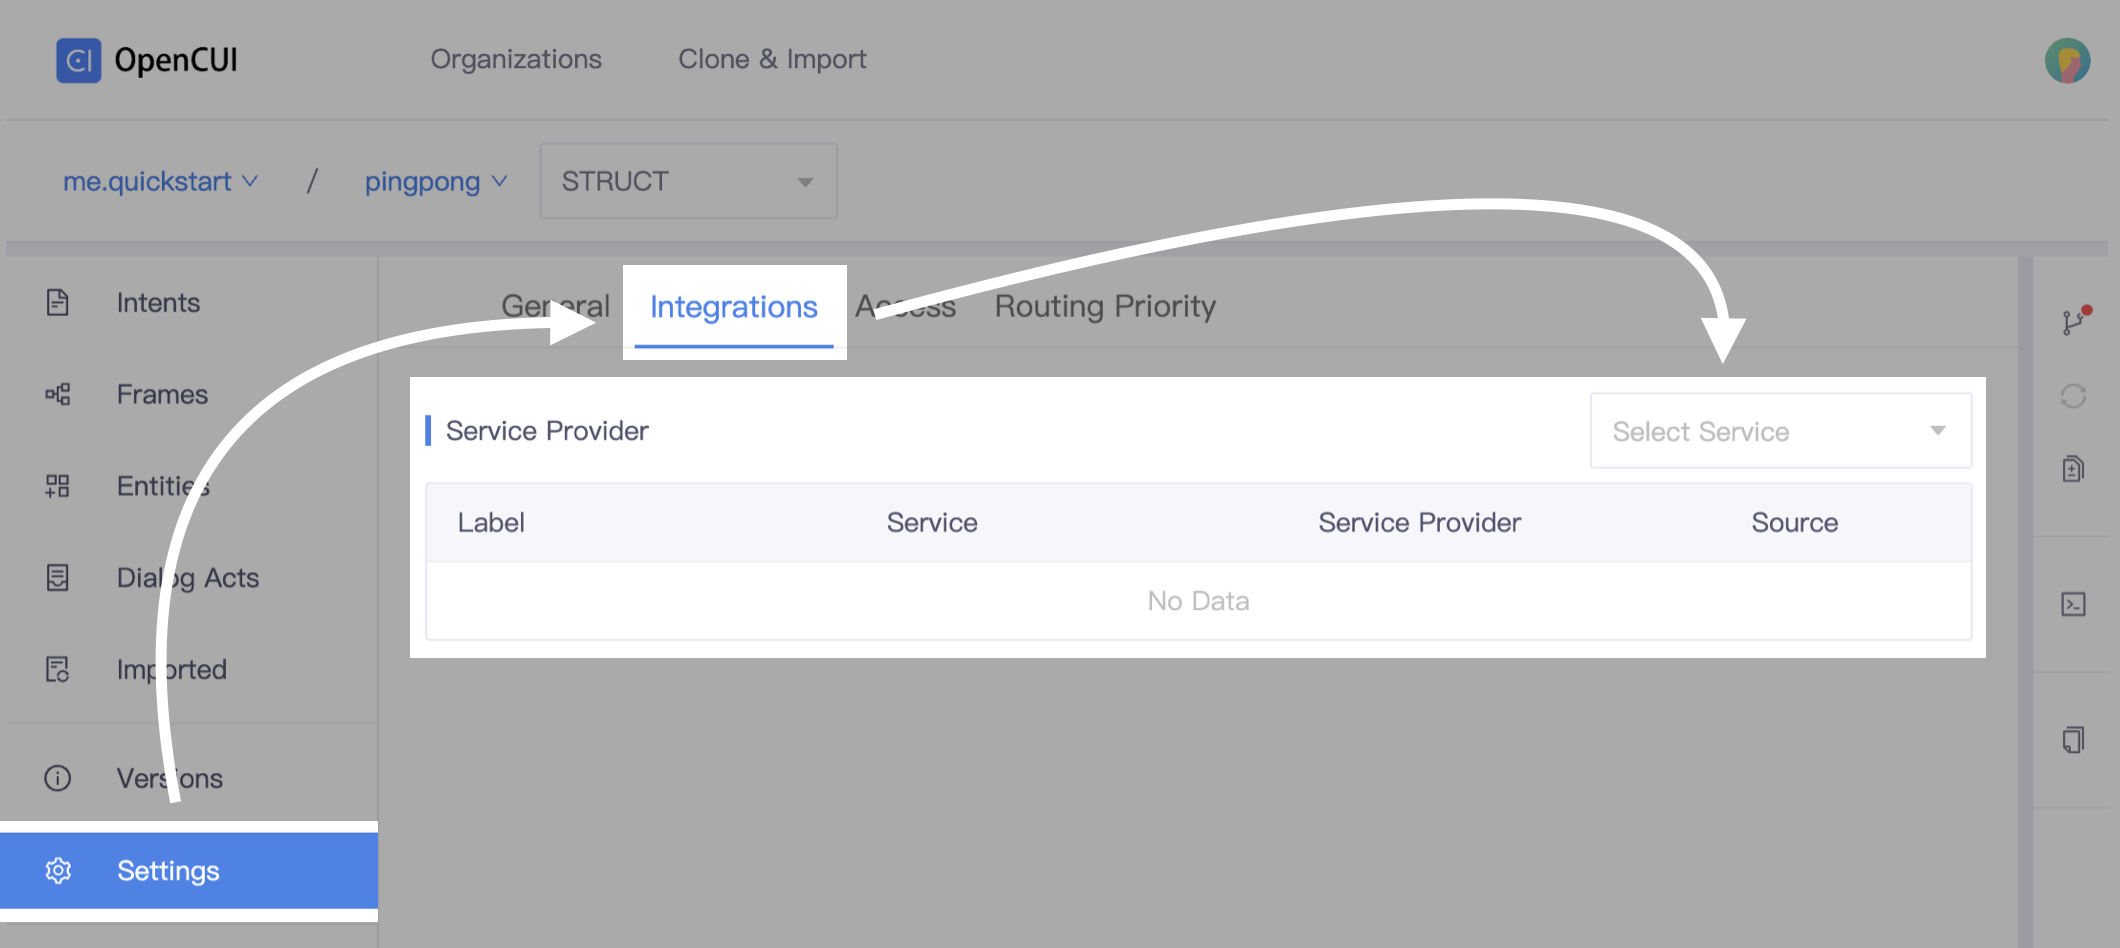 OpenCUI Organizations Clone & Import
me.quickstart / pingpong STRUCT
Intents
Frames
Entities
Dialog Acts
Imported
Versions
Settings
General Integrations Access Routing Priority
Service Provider Select Service
Label Service Service Provider Source
No Data